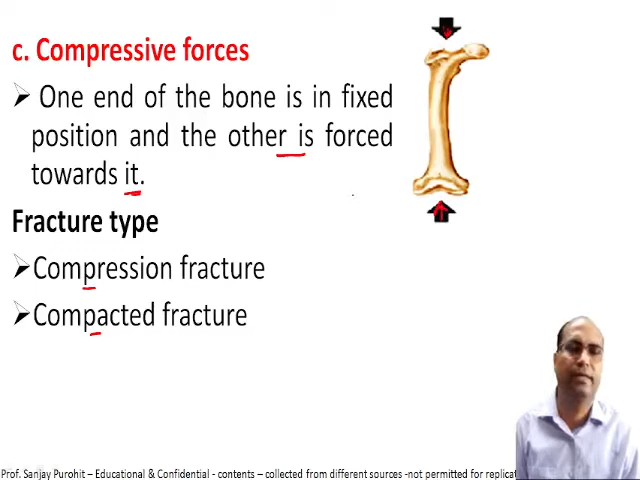 c. Compressive forces
➢ One end of the bone is in fixed
position and the other is forced
towards it.
Fracture type
➢Compression fracture
➢Compacted fracture
Prof. Sanjay Purohit – Educational & Confidential - contents – collected from different sources -not permitted for replicat